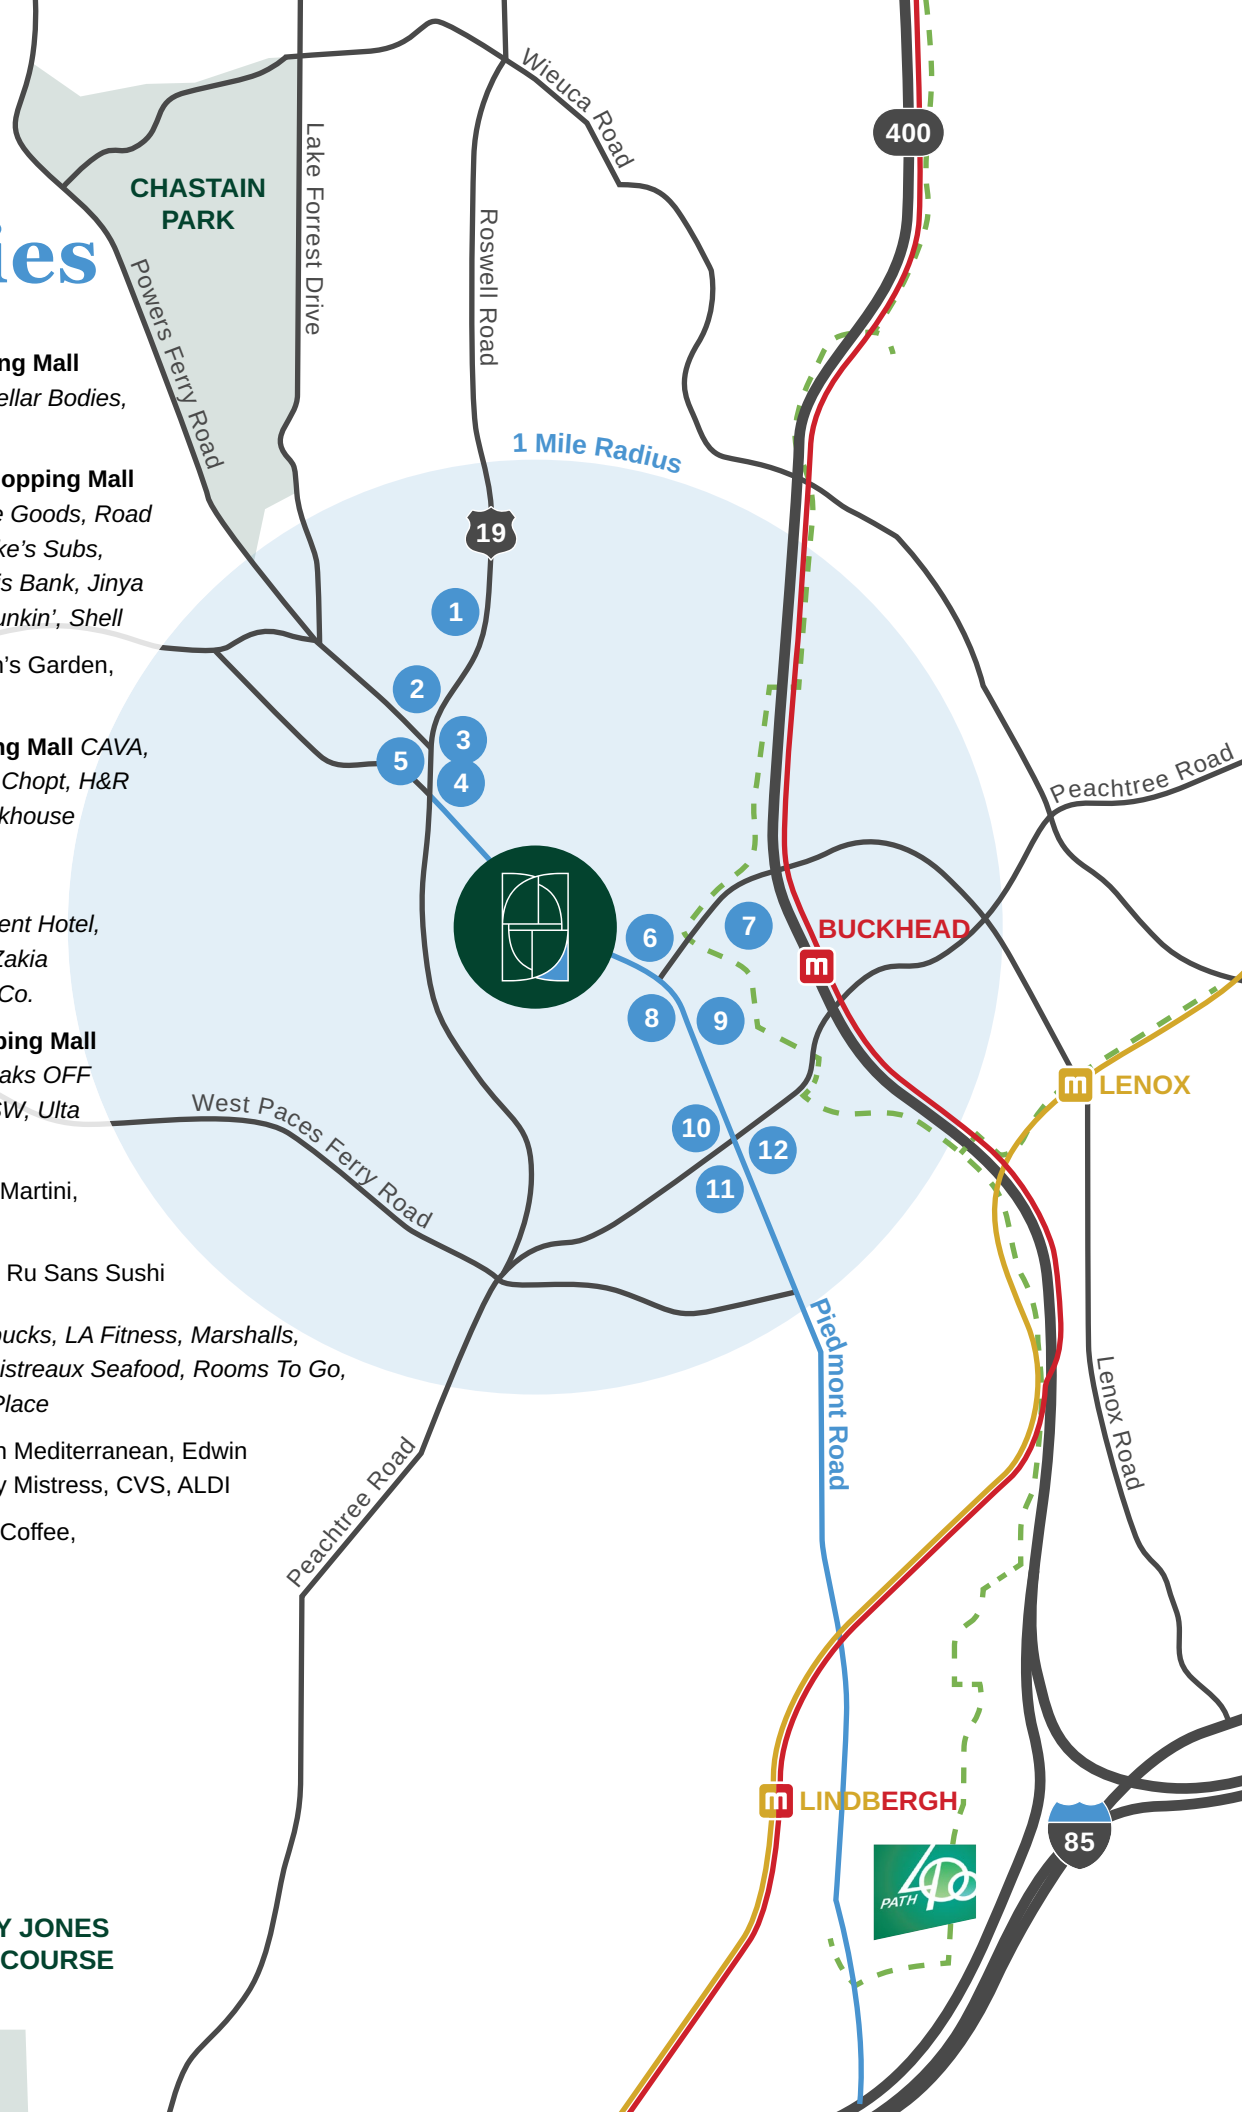 Wieuca Road
400
Lake Forrest Drive
CHASTAIN
PARK
Roswell Road
Powers Ferry Road
ies
ng Mall
ellar Bodies,
1 Mile Radius
opping Mall
e Goods, Road
19
ke’s Subs,
is Bank, Jinya
unkin’, Shell
1
n’s Garden,
2
3
ng Mall CAVA,
5
4
Chopt, H&R
Peachtree Road
khouse
ent Hotel,
6
7
BUCKHEAD
m
Zakia
Co.
8
9
ping Mall
aks OFF
m
LENOX
SW, Ulta
West Paces Ferry Road
10
12
11
Martini,
Ru Sans Sushi
Piedmont Road
bucks, LA Fitness, Marshalls,
istreaux Seafood, Rooms To Go,
Place
Lenox Road
n Mediterranean, Edwin
y Mistress, CVS, ALDI
Peachtree Road
Coffee,
m
LINDBERGH
85
PATH
400
Y JONES
COURSE